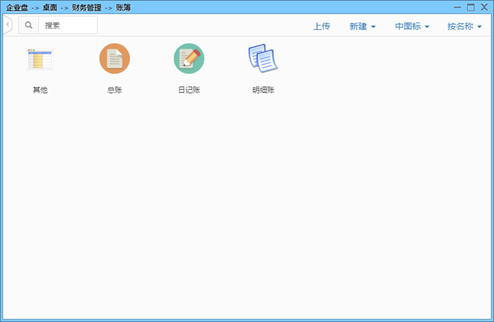 企业盘 -> 桌面 -> 财务管理 -> 账簿
搜索 上传 新建 中图标 按名称
其他 总账 日记账 明细账